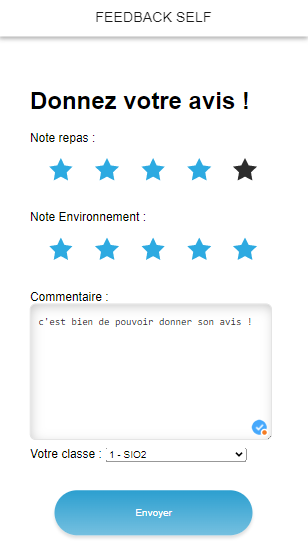 FEEDBACK SELF
Donnez votre avis !
Note repas :
Note Environnement :
Commentaire :
c'est bien de pouvoir donner son avis !
Votre classe : 1 - SIO2
Envoyer